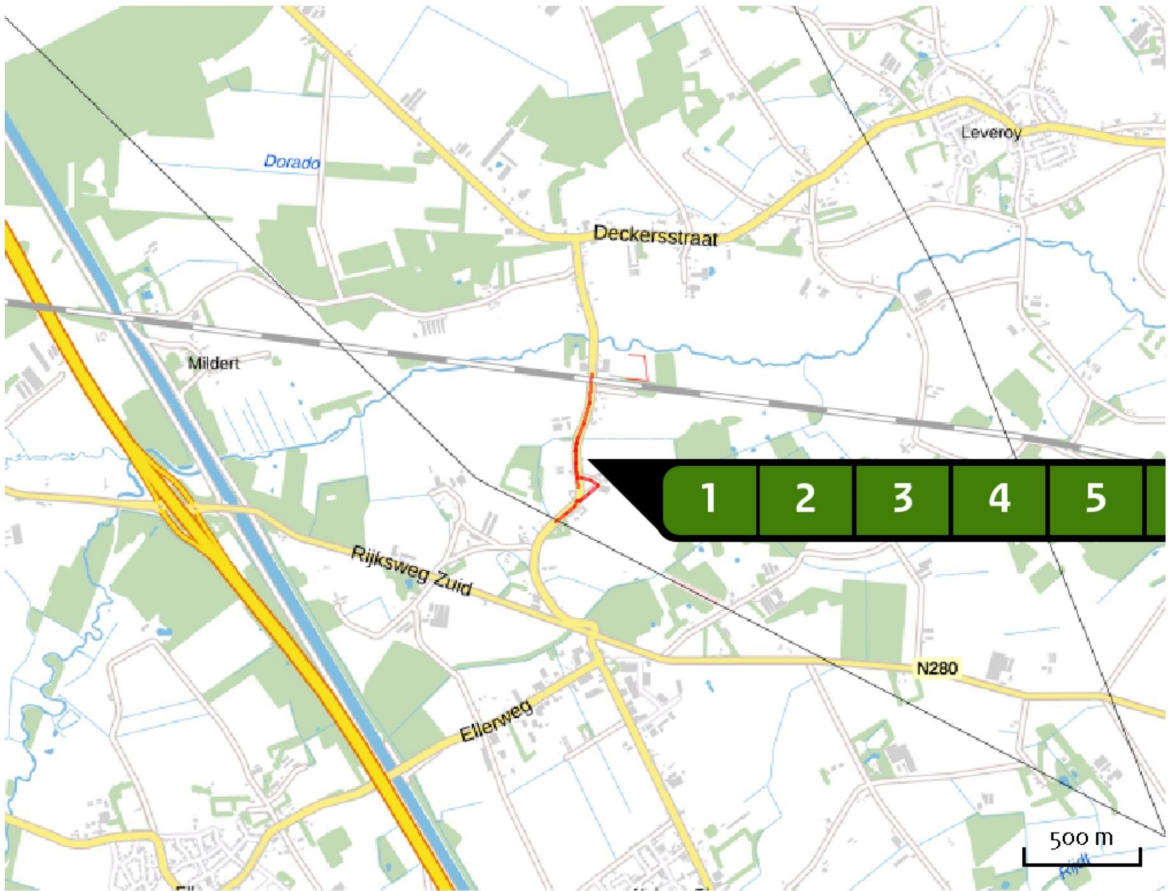 Leveroy
Dorado
Deckersstraat
Mildert
1 2 3 4 5
Rijksweg Zuid
N280
Ellerweg
500 m